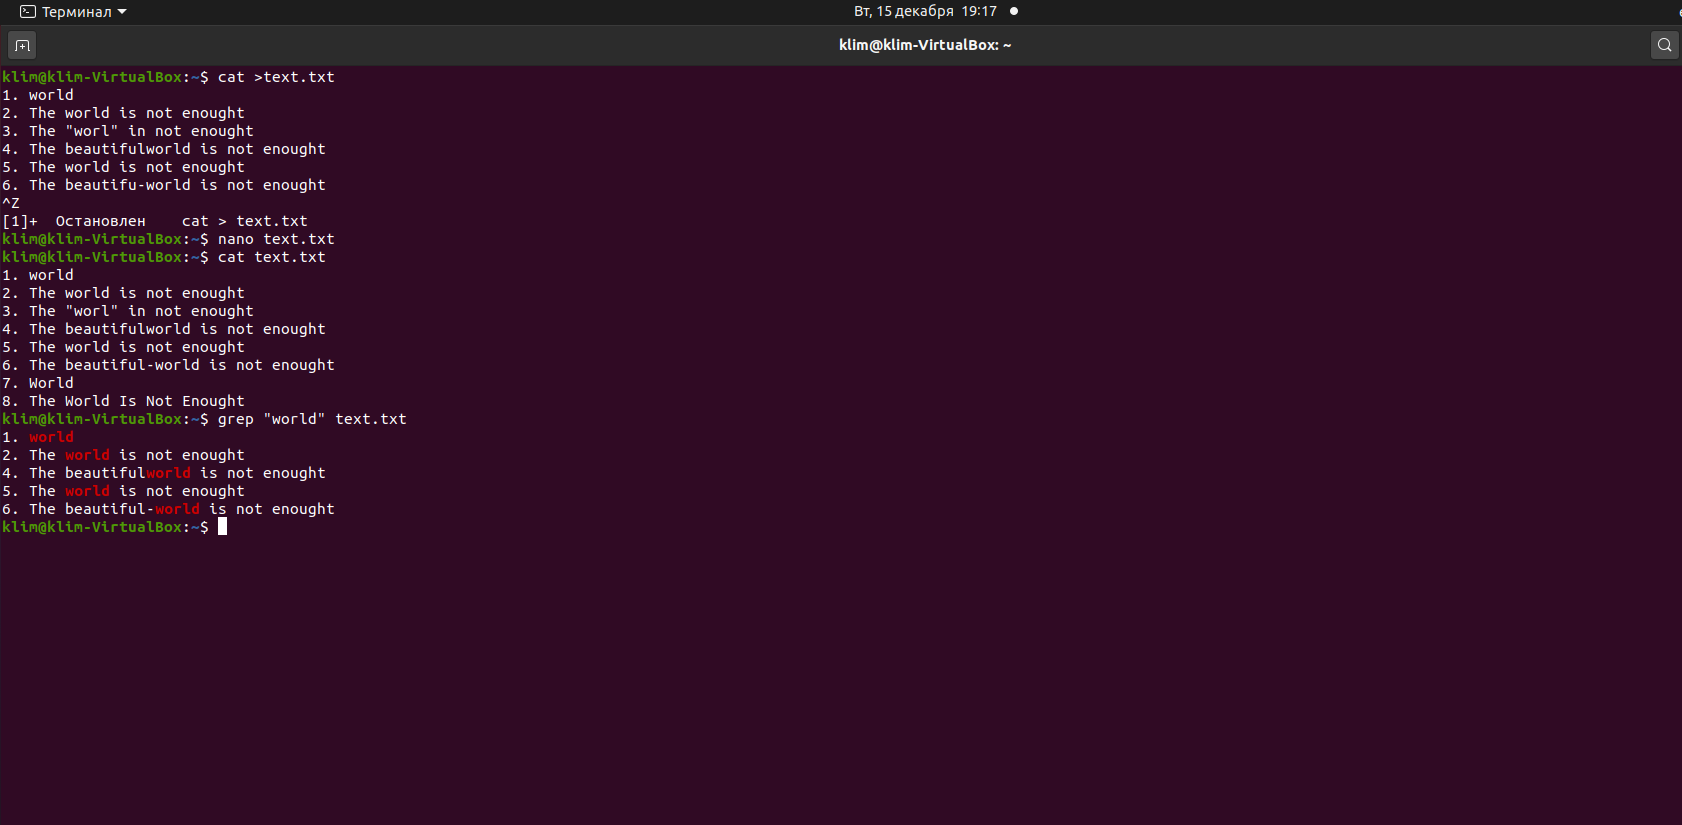 Терминал
Вт, 15 декабря 19:17
klim@klim-VirtualBox: ~
klim@klim-VirtualBox:~$ cat >text.txt
1. world
2. The world is not enought
3. The "worl" in not enought
4. The beautifulworld is not enought
5. The world is not enought
6. The beautifu-world is not enought
^Z
[1]+  Остановлен    cat > text.txt
klim@klim-VirtualBox:~$ nano text.txt
klim@klim-VirtualBox:~$ cat text.txt
1. world
2. The world is not enought
3. The "worl" in not enought
4. The beautifulworld is not enought
5. The world is not enought
6. The beautiful-world is not enought
7. World
8. The World Is Not Enought
klim@klim-VirtualBox:~$ grep "world" text.txt
1. world
2. The world is not enought
4. The beautifulworld is not enought
5. The world is not enought
6. The beautiful-world is not enought
klim@klim-VirtualBox:~$